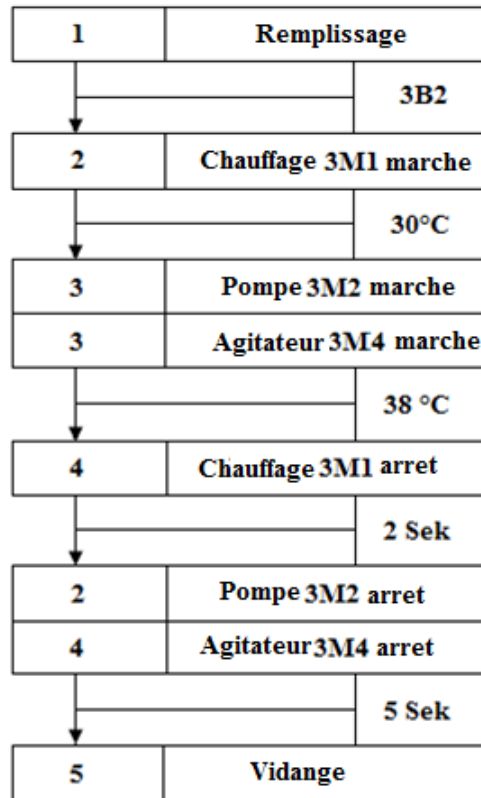 1 Remplissage
3B2
2 Chauffage 3M1 marche
30°C
3 Pompe 3M2 marche
3 Agitateur 3M4 marche
38 °C
4 Chauffage 3M1 arret
2 Sek
2 Pompe 3M2 arret
4 Agitateur 3M4 arret
5 Sek
5 Vidange